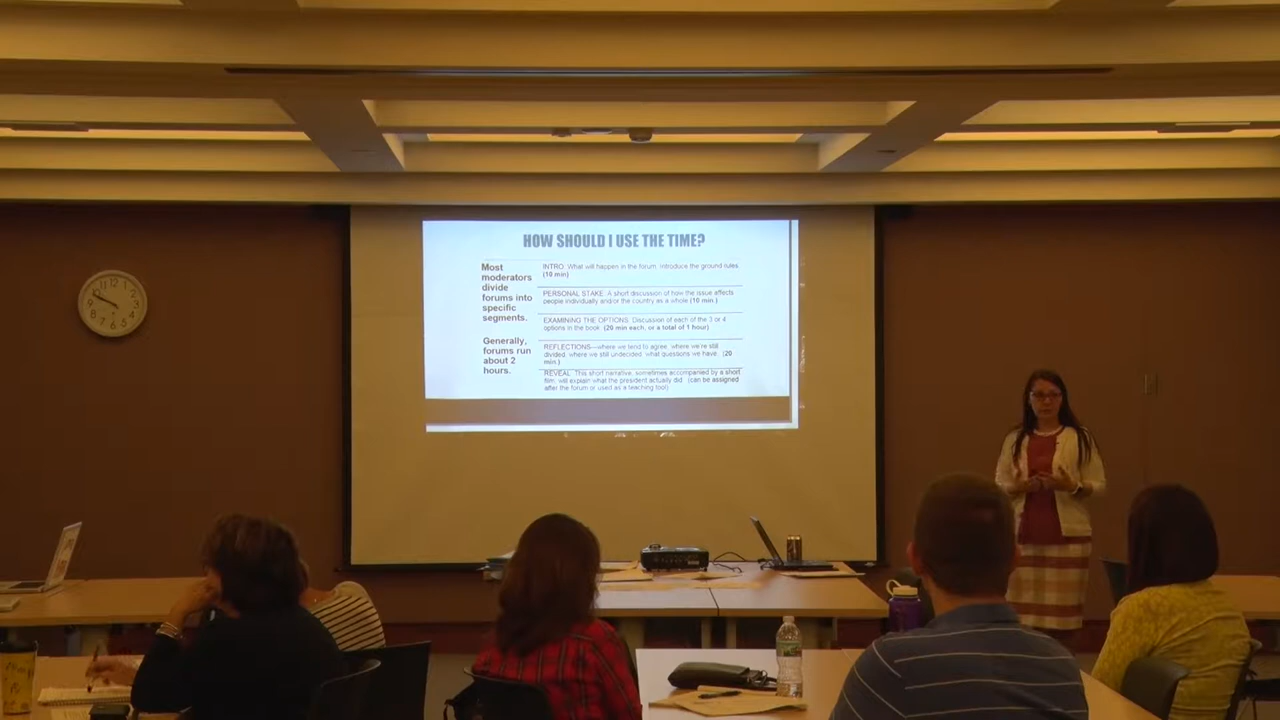 HOW SHOULD I USE THE TIME?
Most
moderators
divide
forums into
specific
segments.
Generally,
forums run
about 2
hours.
INTRO: What will happen in the forum, introduce the ground rules.
(10 min)
PERSONAL STAKE: A short discussion of how the issue affects
people individually and/or the country as a whole (10 min.)
EXAMINING THE OPTIONS: Discussion of each of the 3 or 4
options in the book. (20 min each, or a total of 1 hour)
REFLECTIONS—where we tend to agree, where we're still
divided, where we still undecided, what questions we have. (20
min.)
REVEAL: This short narrative, sometimes accompanied by a short
film, will explain what the president actually did. (can be assigned
after the forum or used as a teaching tool)